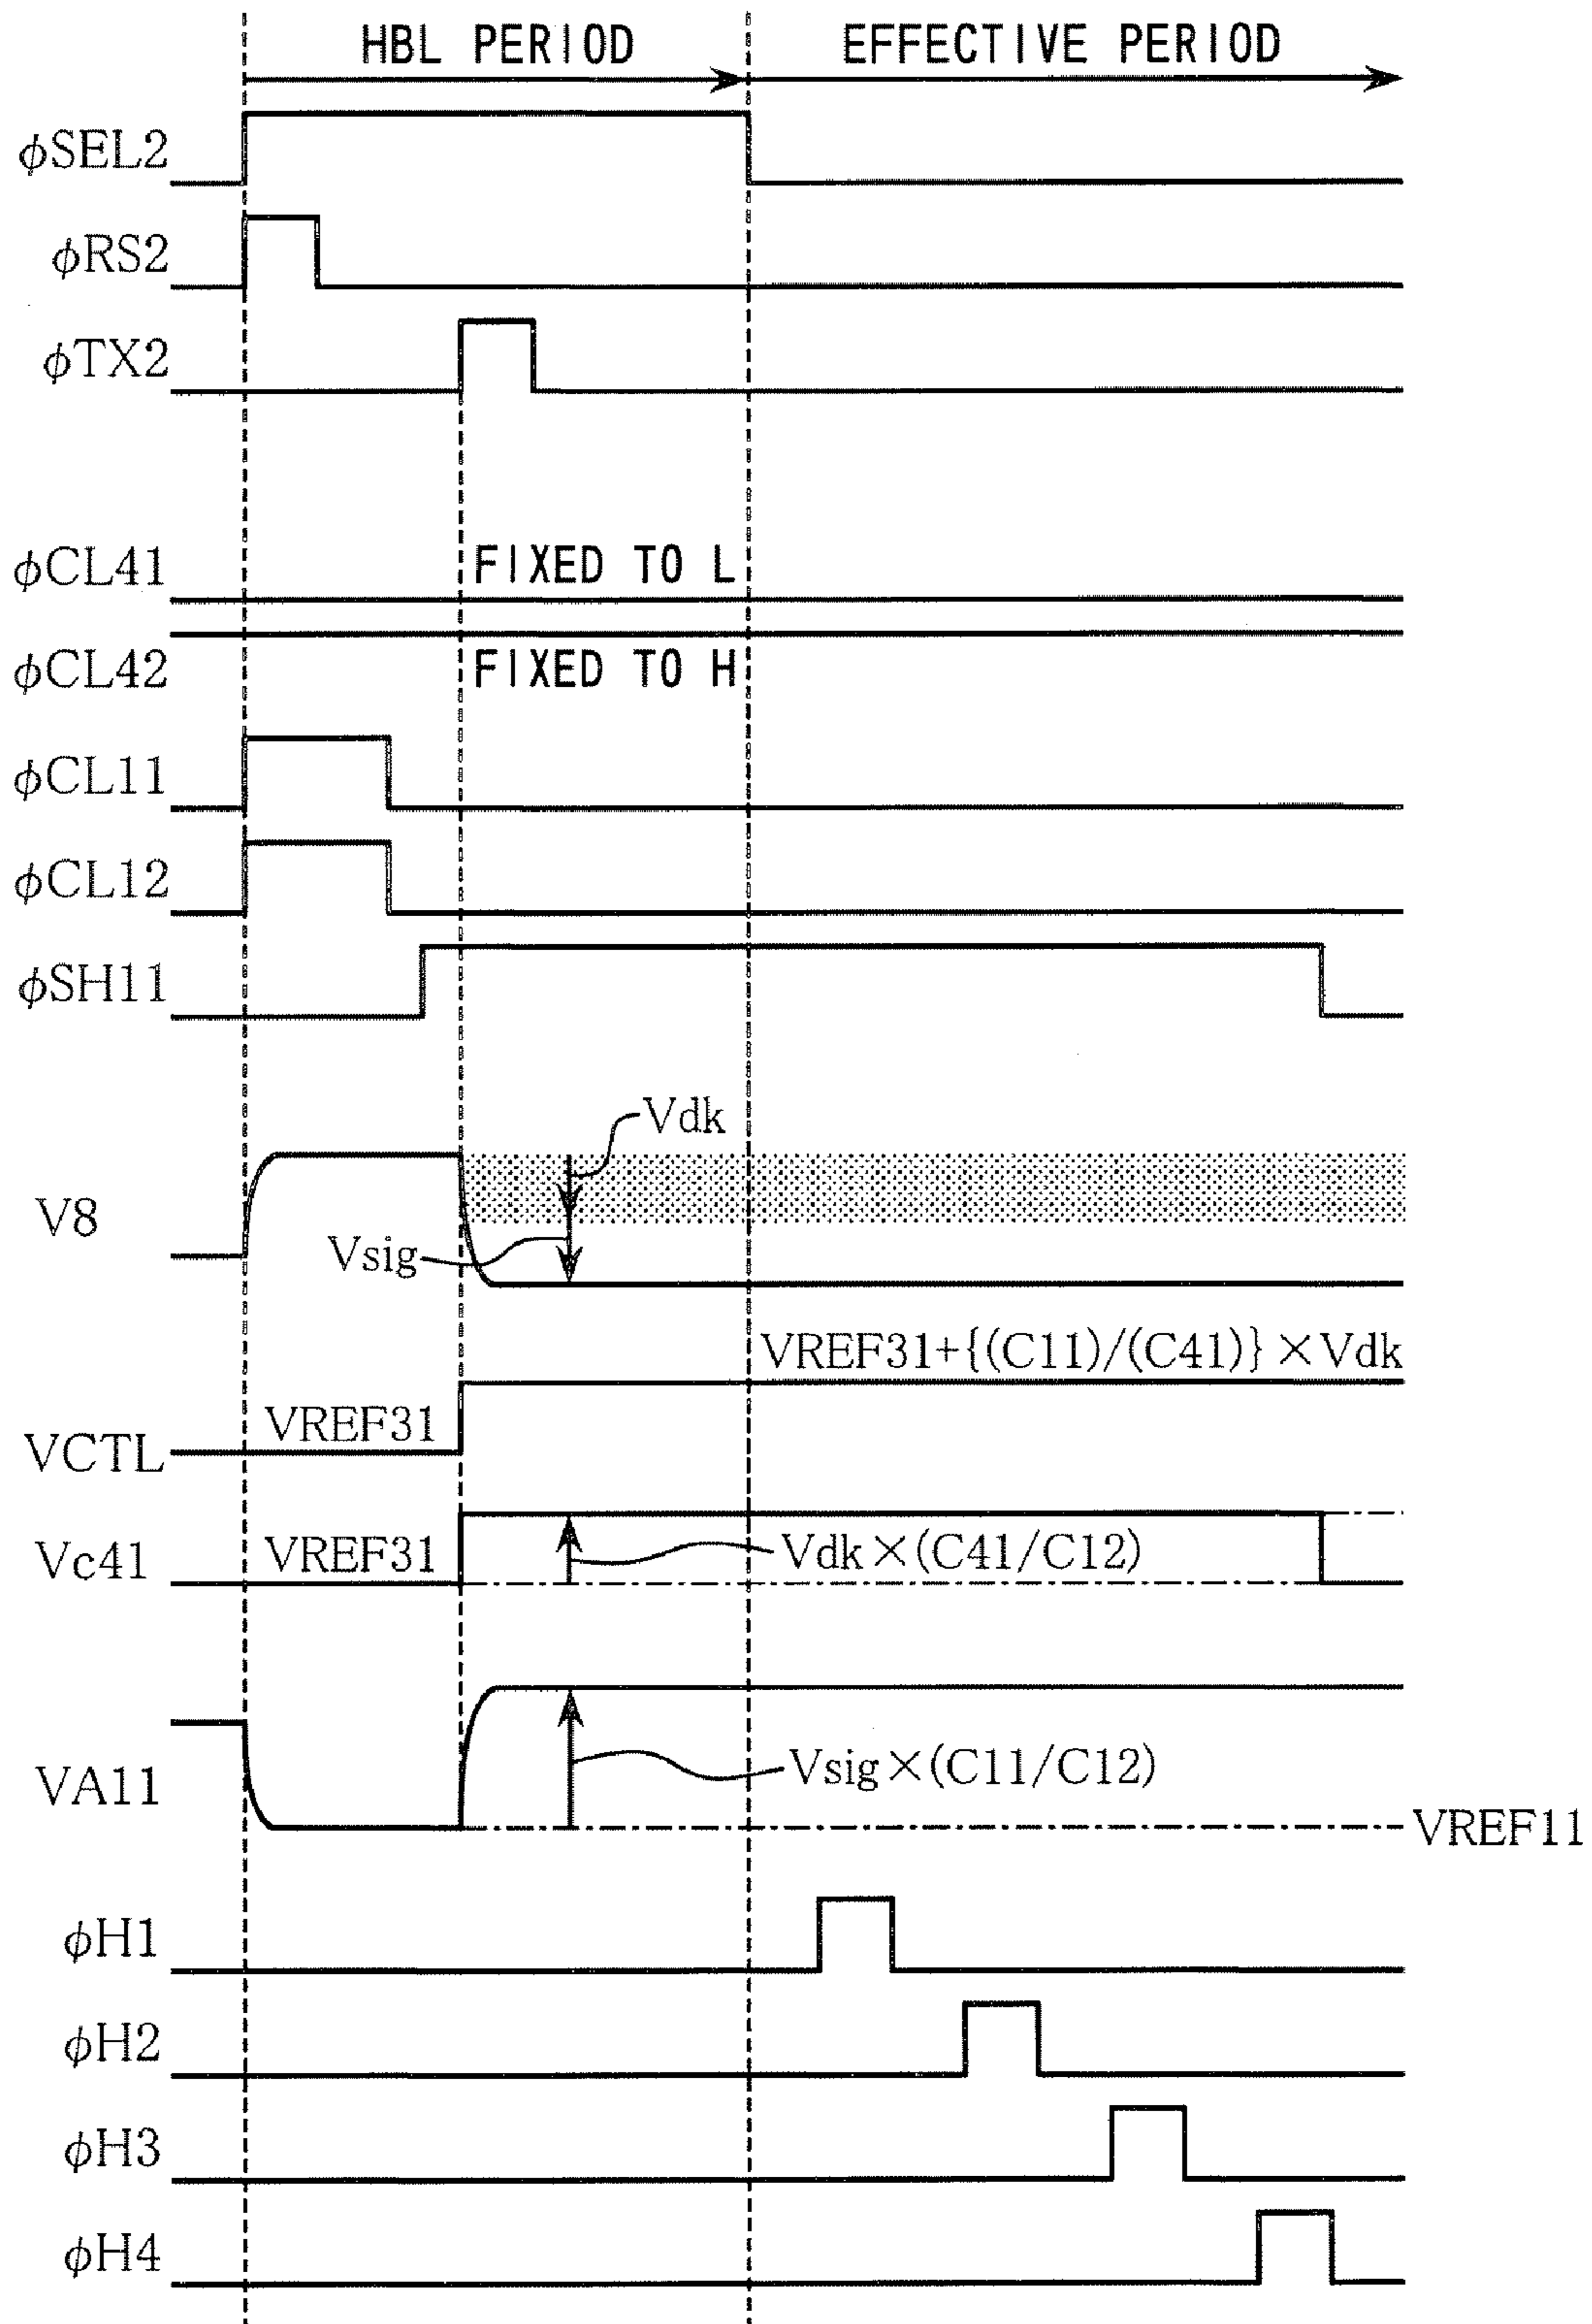 HBL PERIOD EFFECTIVE PERIOD
φSEL2
φRS2
φTX2
φCL41 FIXED TO L
φCL42 FIXED TO H
φCL11
φCL12
φSH11
Vdk
V8
Vsig
VREF31+{(C11)/(C41)}×Vdk
VCTL VREF31
Vc41 VREF31 Vdk×(C41/C12)
VA11 Vsig×(C11/C12)
VREF11
φH1
φH2
φH3
φH4